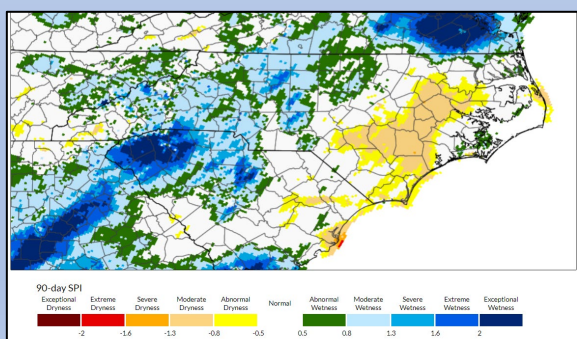 90-day SPI
Exceptional Extreme Severe Moderate Abnormal Normal Abnormal Moderate Severe Extreme Exceptional
Dryness Dryness Dryness Dryness Dryness Wetness Wetness Wetness Wetness Wetness
-2 -1.6 -1.3 -0.8 -0.5 0.5 0.8 1.3 1.6 2